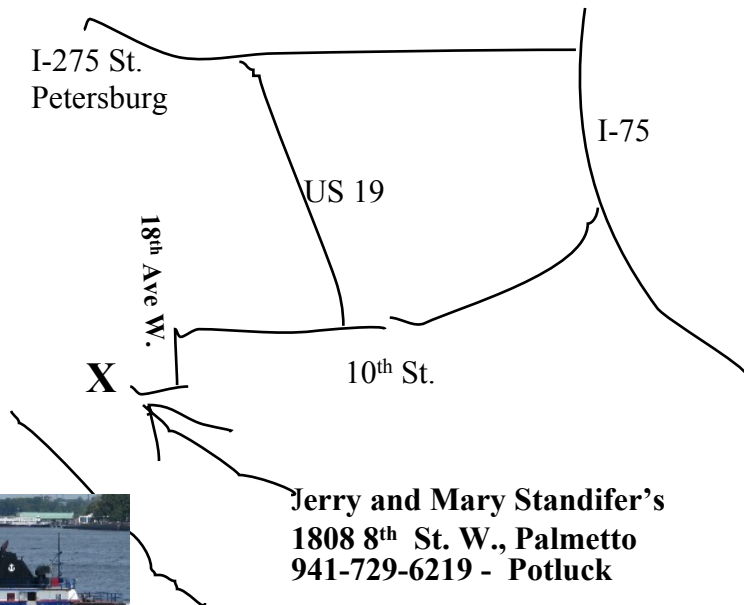 I-275 St.
Petersburg
I-75
US 19
18th Ave W.
X
10th St.
Jerry and Mary Standifer’s
1808 8th St. W., Palmetto
941-729-6219 - Potluck